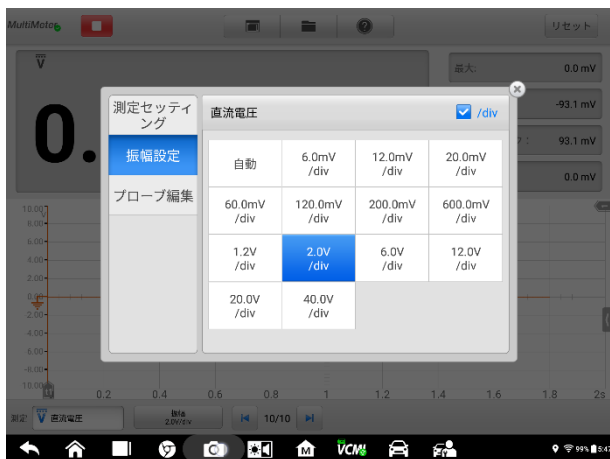 MultiMeter
リセット
V
最大:
0.0 mV
-93.1 mV
93.1 mV
0.0 mV
0.
測定セッティ
ング
振幅設定
プローブ編集
直流電圧
/div
自動
6.0mV
/div
12.0mV
/div
20.0mV
/div
60.0mV
/div
120.0mV
/div
200.0mV
/div
600.0mV
/div
1.2V
/div
2.0V
/div
6.0V
/div
12.0V
/div
20.0V
/div
40.0V
/div
10.00
V
8.00
6.00
4.00
2.00
0.00
2.00
4.00
6.00
-8.00
10.00
0.2 0.4 0.6 0.8 1 1.2 1.4 1.6 1.8 2s
測定: V 直流電圧
振幅
2.0V/div
10/10
M
VCMI
99%
5:47